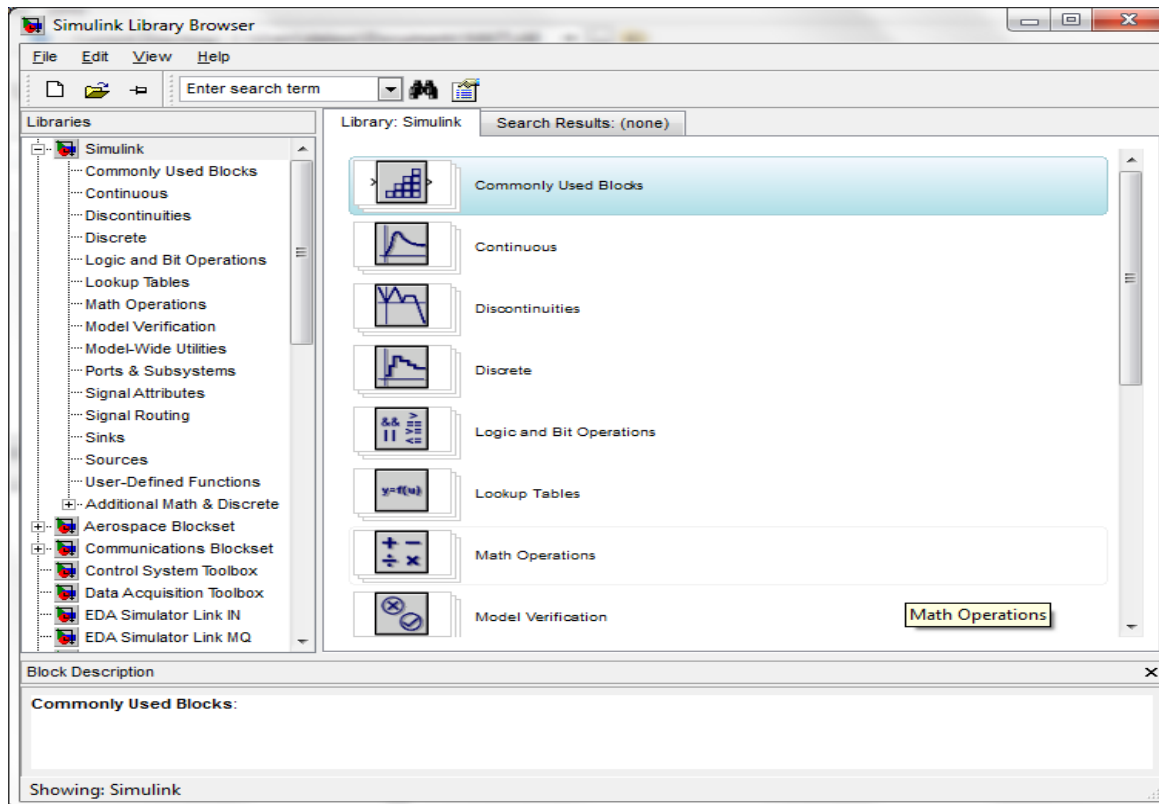 Simulink Library Browser
File Edit View Help
Enter search term
Libraries
Simulink
Commonly Used Blocks
Continuous
Discontinuities
Discrete
Logic and Bit Operations
Lookup Tables
Math Operations
Model Verification
Model-Wide Utilities
Ports & Subsystems
Signal Attributes
Signal Routing
Sinks
Sources
User-Defined Functions
Additional Math & Discrete
Aerospace Blockset
Communications Blockset
Control System Toolbox
Data Acquisition Toolbox
EDA Simulator Link IN
EDA Simulator Link MQ
Library: Simulink Search Results: (none)
Commonly Used Blocks
Continuous
Discontinuities
Discrete
&& > ==
|| >= <=
Logic and Bit Operations
y=f(u)
Lookup Tables
+ −
÷ ×
Math Operations
Model Verification
Math Operations
Block Description
Commonly Used Blocks:
Showing: Simulink